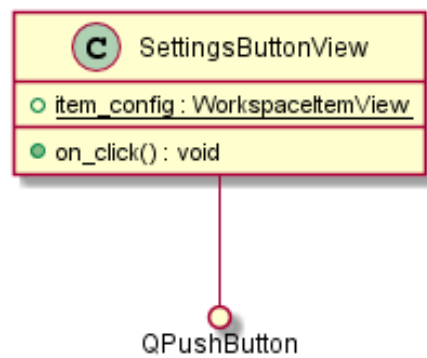 C SettingsButtonView
item_config : WorkspaceItemView
on_click() : void
QPushButton